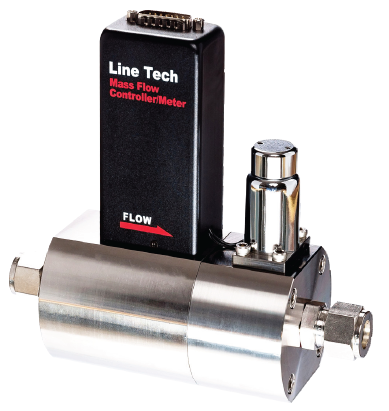 Line Tech
Mass Flow
Controller/Meter
FLOW